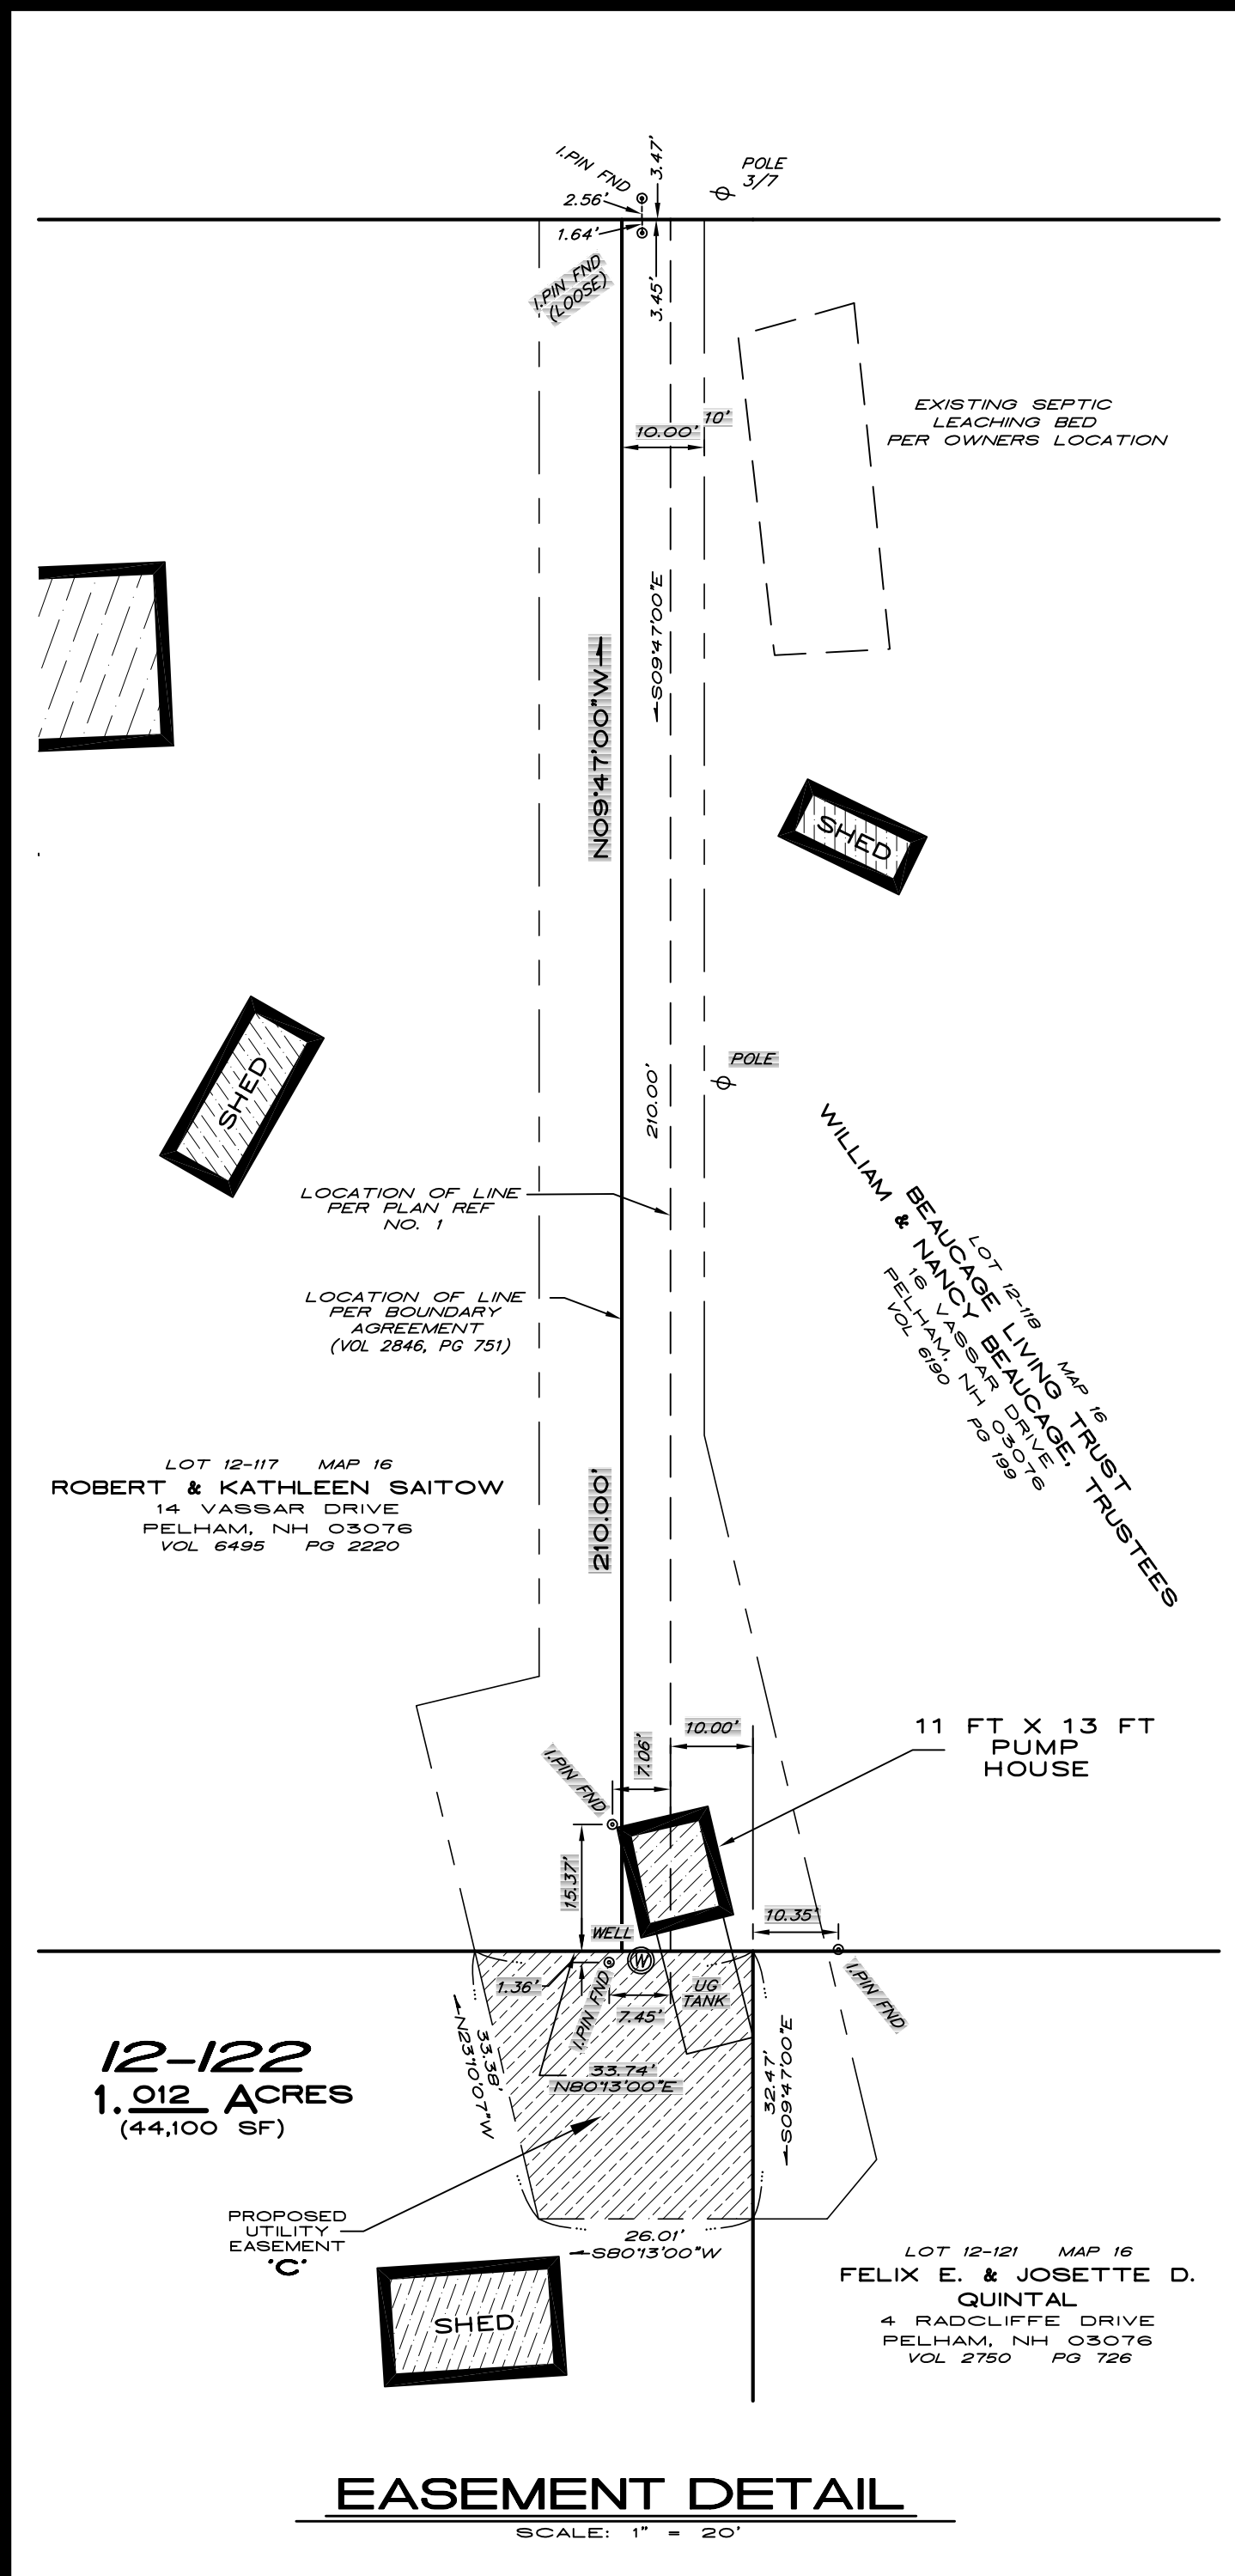 I.PIN FND
3.47'
POLE
3/7
2.56'
1.64'
I.PIN FND
(LOOSE)
3.45'
10.00'
10'
EXISTING SEPTIC
LEACHING BED
PER OWNERS LOCATION
S09°47'00"E
N09°47'00"W
SHED
SHED
POLE
210.00'
LOCATION OF LINE
PER PLAN REF
NO. 1
LOCATION OF LINE
PER BOUNDARY
AGREEMENT
(VOL 2846, PG 751)
LOT 12-118 MAP 16
BEAUCAGE LIVING TRUST
WILLIAM & NANCY BEAUCAGE, TRUSTEES
16 VASSAR DRIVE
PELHAM, NH 03076
VOL 6190 PG 199
LOT 12-117 MAP 16
ROBERT & KATHLEEN SAITOW
14 VASSAR DRIVE
PELHAM, NH 03076
VOL 6495 PG 2220
210.00'
11 FT X 13 FT
PUMP
HOUSE
10.00'
7.06'
I.PIN FND
15.37'
WELL
W
10.35'
I.PIN FND
1.36'
I.PIN FND
7.45'
UG
TANK
33.74'
N80°13'00"E
33.38'
N23°10'07"W
32.47'
S09°47'00"E
12-122
1.012 ACRES
(44,100 SF)
PROPOSED
UTILITY
EASEMENT
'C'
26.01'
S80°13'00"W
SHED
LOT 12-121 MAP 16
FELIX E. & JOSETTE D.
QUINTAL
4 RADCLIFFE DRIVE
PELHAM, NH 03076
VOL 2750 PG 726
EASEMENT DETAIL
SCALE: 1" = 20'